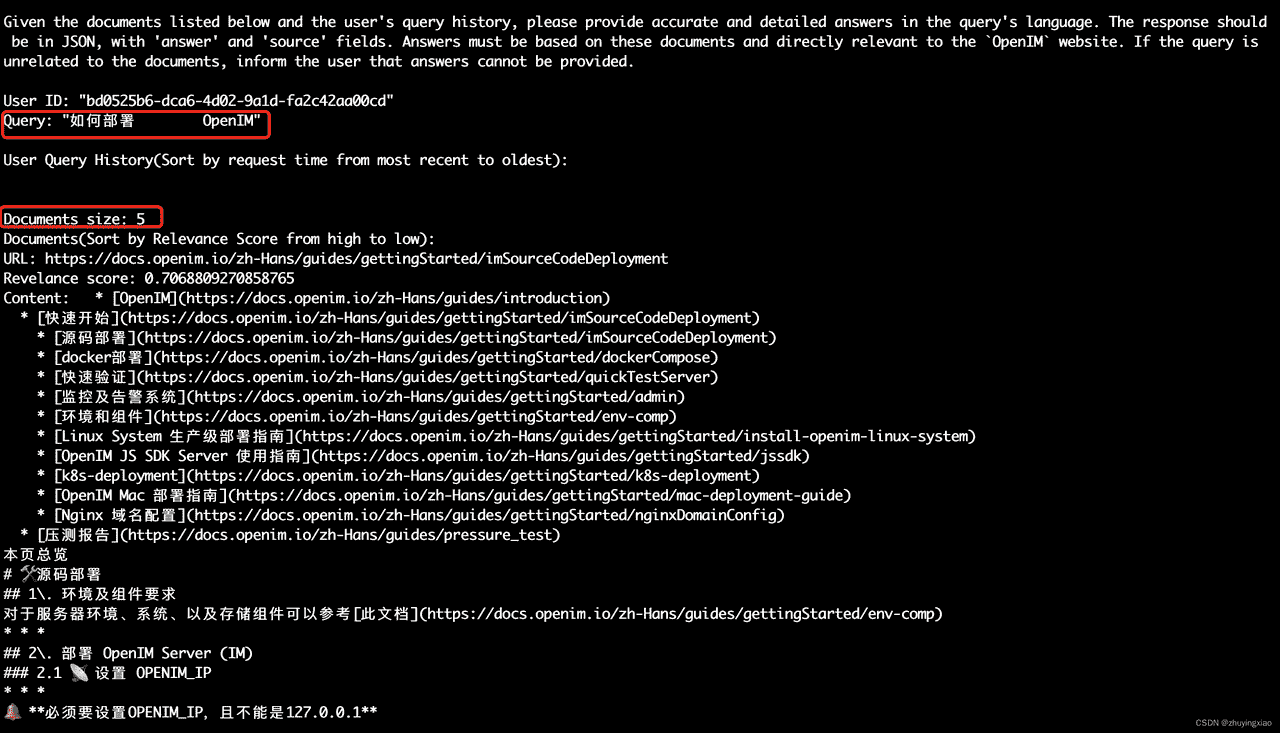 Given the documents listed below and the user's query history, please provide accurate and detailed answers in the query's language. The response should
be in JSON, with 'answer' and 'source' fields. Answers must be based on these documents and directly relevant to the `OpenIM` website. If the query is
unrelated to the documents, inform the user that answers cannot be provided.
User ID: "bd0525b6-dca6-4d02-9a1d-fa2c42aa00cd"
Query: "如何部署        OpenIM"
User Query History(Sort by request time from most recent to oldest):
Documents size: 5
Documents(Sort by Relevance Score from high to low):
URL: https://docs.openim.io/zh-Hans/guides/gettingStarted/imSourceCodeDeployment
Revelance score: 0.7068809270858765
Content:   * [OpenIM](https://docs.openim.io/zh-Hans/guides/introduction)
  * [快速开始](https://docs.openim.io/zh-Hans/guides/gettingStarted/imSourceCodeDeployment)
    * [源码部署](https://docs.openim.io/zh-Hans/guides/gettingStarted/imSourceCodeDeployment)
    * [docker部署](https://docs.openim.io/zh-Hans/guides/gettingStarted/dockerCompose)
    * [快速验证](https://docs.openim.io/zh-Hans/guides/gettingStarted/quickTestServer)
    * [监控及告警系统](https://docs.openim.io/zh-Hans/guides/gettingStarted/admin)
    * [环境和组件](https://docs.openim.io/zh-Hans/guides/gettingStarted/env-comp)
    * [Linux System 生产级部署指南](https://docs.openim.io/zh-Hans/guides/gettingStarted/install-openim-linux-system)
    * [OpenIM JS SDK Server 使用指南](https://docs.openim.io/zh-Hans/guides/gettingStarted/jssdk)
    * [k8s-deployment](https://docs.openim.io/zh-Hans/guides/gettingStarted/k8s-deployment)
    * [OpenIM Mac 部署指南](https://docs.openim.io/zh-Hans/guides/gettingStarted/mac-deployment-guide)
    * [Nginx 域名配置](https://docs.openim.io/zh-Hans/guides/gettingStarted/nginxDomainConfig)
  * [压测报告](https://docs.openim.io/zh-Hans/guides/pressure_test)
本页总览
# 🛠️源码部署
## 1\. 环境及组件要求
对于服务器环境、系统、以及存储组件可以参考[此文档](https://docs.openim.io/zh-Hans/guides/gettingStarted/env-comp)
* * *
## 2\. 部署 OpenIM Server (IM)
### 2.1 📡 设置 OPENIM_IP
* * *
🔔 **必须要设置OPENIM_IP, 且不能是127.0.0.1**
CSDN @zhuyingxiao